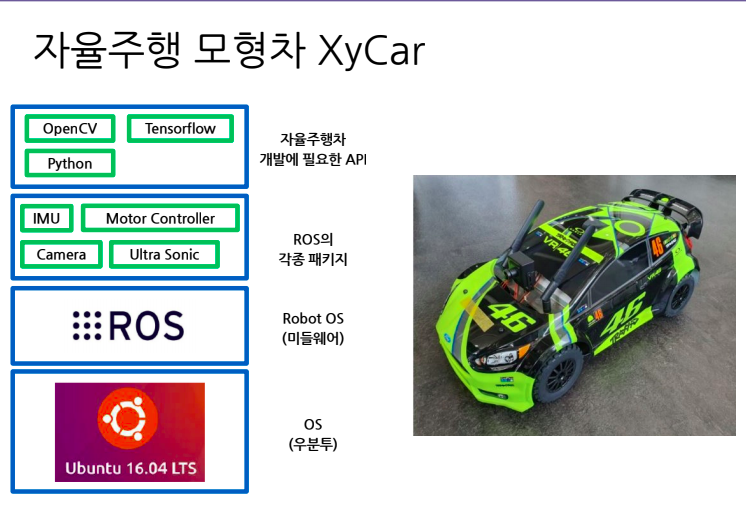 자율주행 모형차 XyCar
OpenCV
Tensorflow
Python
자율주행차
개발에 필요한 API
IMU
Motor Controller
Camera
Ultra Sonic
ROS의
각종 패키지
ROS
Robot OS
(미들웨어)
Ubuntu 16.04 LTS
OS
(우분투)
VR46
46
46
46